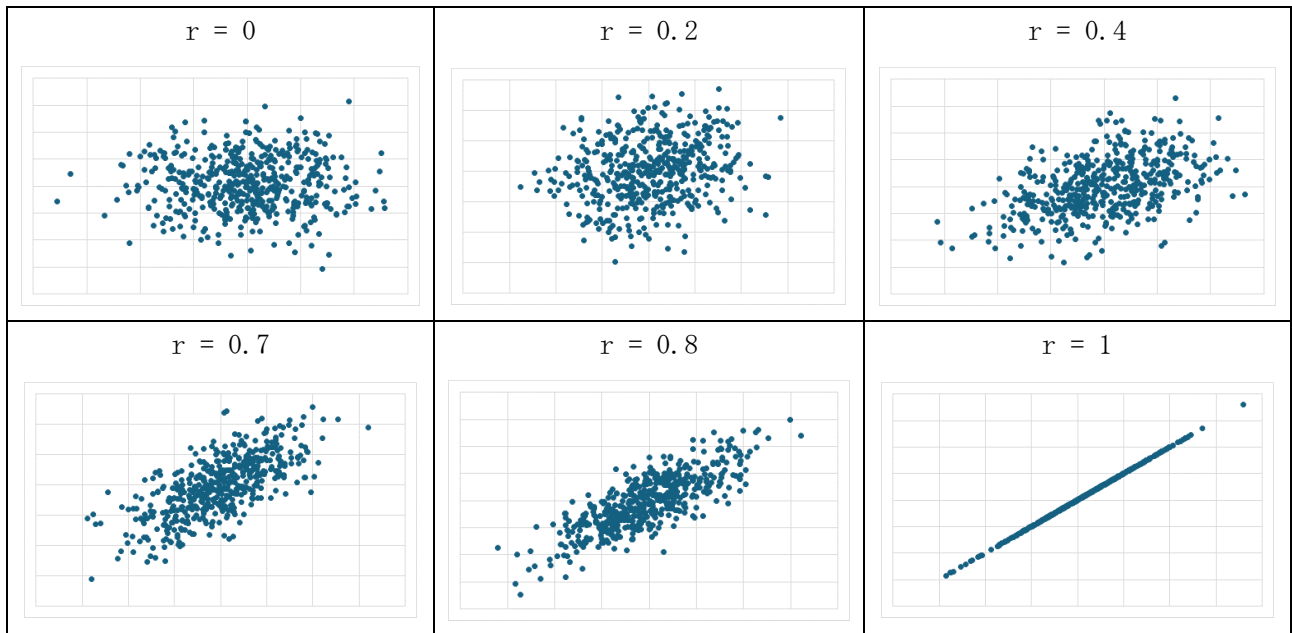 r = 0
r = 0.2
r = 0.4
r = 0.7
r = 0.8
r = 1